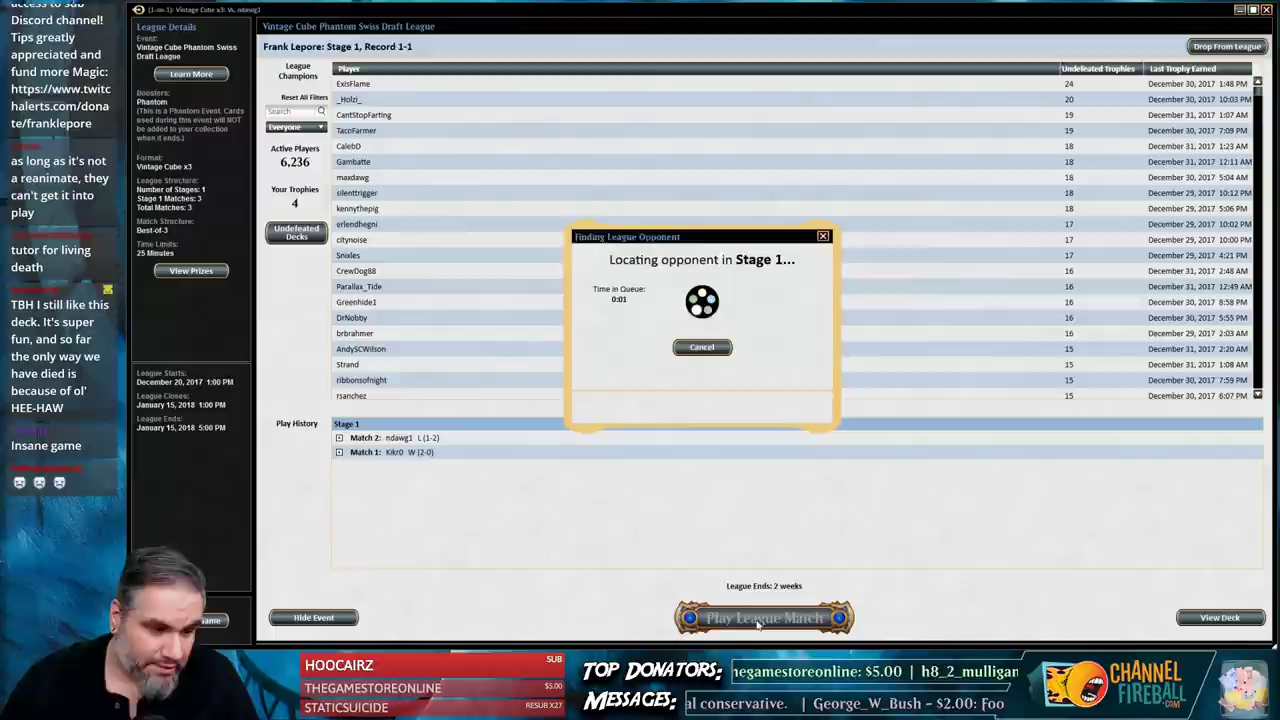 access to sub
Discord channel!
Tips greatly
appreciated and
fund more Magic:
https://www.twitc
halerts.com/dona
te/franklepore
as long as it's not
a reanimate, they
can't get it into
play
tutor for living
death
TBH I still like this
deck. It's super
fun, and so far
the only way we
have died is
because of ol'
HEE-HAW
Insane game
(1-on-1): Vintage Cube x3: Vs. ndawg1
League Details
Event:
Vintage Cube Phantom Swiss
Draft League
Learn More
Boosters:
Phantom
(This is a Phantom Event. Cards
used during this event will NOT
be added to your collection
when it ends.)
Format:
Vintage Cube x3
League Structure:
Number of Stages: 1
Stage 1 Matches: 3
Total Matches: 3
Match Structure:
Best-of-3
Time Limits:
25 Minutes
View Prizes
League Starts:
December 20, 2017 1:00 PM
League Closes:
January 15, 2018 1:00 PM
League Ends:
January 15, 2018 5:00 PM
Vintage Cube Phantom Swiss Draft League
Frank Lepore: Stage 1, Record 1-1
Drop From League
League
Champions
Reset All Filters
Search
Everyone
Active Players
6,236
Your Trophies
4
Undefeated
Decks
Player Undefeated Trophies Last Trophy Earned
ExisFlame 24 December 30, 2017 1:48 PM
_Holzi_ 20 December 30, 2017 10:03 PM
CantStopFarting 19 December 31, 2017 1:07 AM
TacoFarmer 19 December 30, 2017 7:09 PM
CalebD 18 December 31, 2017 1:23 AM
Gambatte 18 December 31, 2017 12:11 AM
maxdawg 18 December 30, 2017 5:04 AM
silenttrigger 18 December 29, 2017 10:12 PM
kennythepig 18 December 29, 2017 5:06 PM
erlendhegni 17 December 30, 2017 10:02 PM
citynoise 17 December 29, 2017 10:00 PM
Snixles 17 December 25, 2017 4:21 PM
CrewDog88 16 December 31, 2017 2:48 AM
Parallax_Tide 16 December 30, 2017 12:49 AM
Greenhide1 16 December 30, 2017 8:58 PM
DrNobby 16 December 30, 2017 5:55 PM
brbrahmer 16 December 29, 2017 2:03 AM
AndySCWilson 15 December 31, 2017 2:20 AM
Strand 15 December 31, 2017 1:08 AM
ribbonsofnight 15 December 30, 2017 7:59 PM
rsanchez 15 December 30, 2017 6:07 PM
Finding League Opponent
Locating opponent in Stage 1...
Time in Queue:
0:01
Cancel
Play History
Stage 1
Match 2: ndawg1 L (1-2)
Match 1: Kikr0 W (2-0)
League Ends: 2 weeks
Hide Event
Play League Match
View Deck
HOOCAIRZ SUB
THEGAMESTOREONLINE $5.00
STATICSUICIDE RESUB X27
TOP DONATORS: hegamestoreonline: $5.00 | h8_2_mulligan
MESSAGES: al conservative. | George_W_Bush - $2.00: Foo
CHANNEL
FIREBALL
.COM